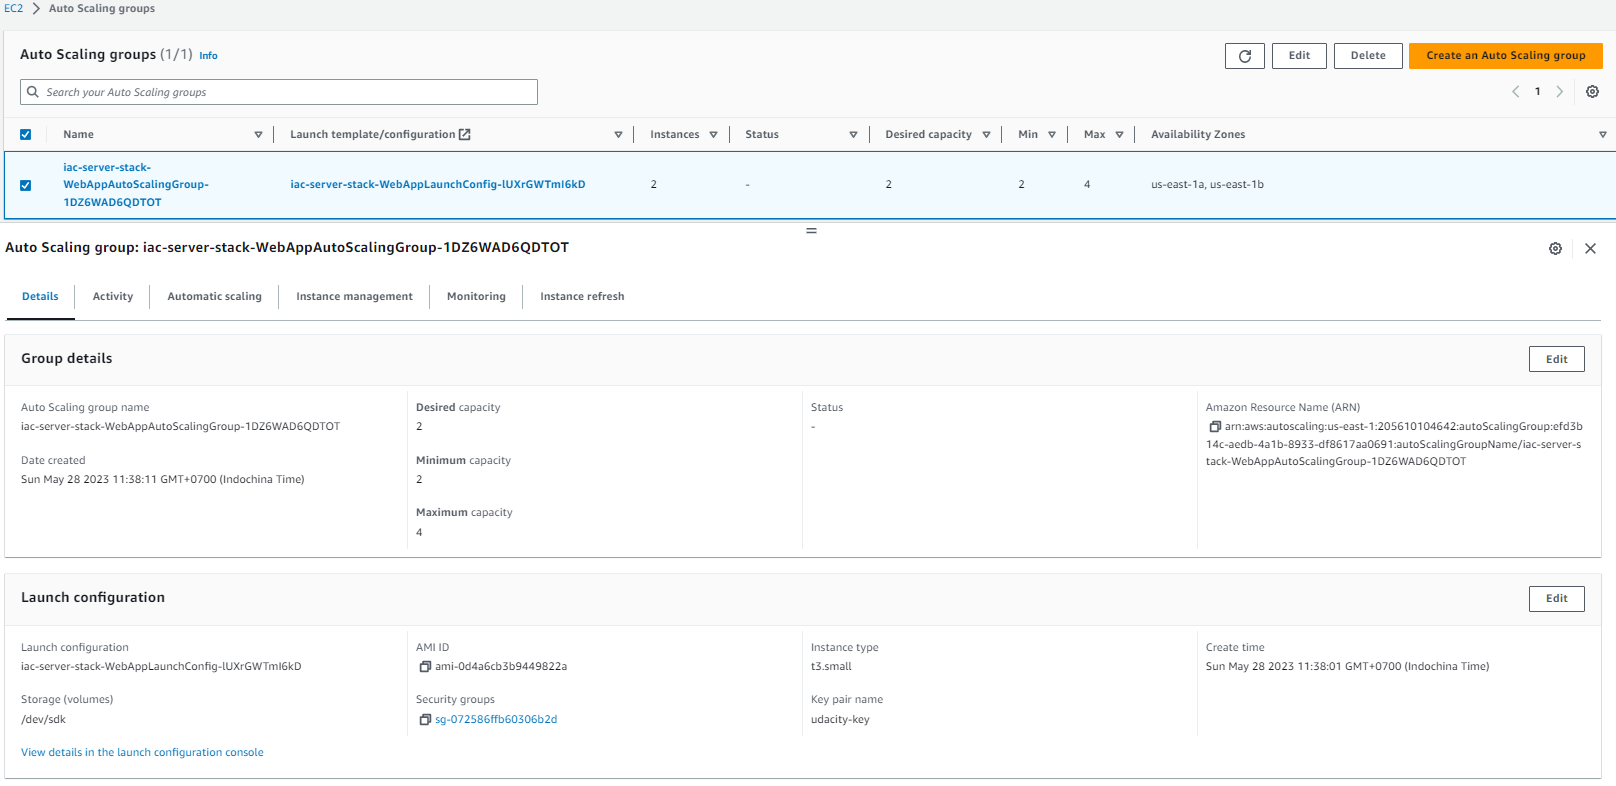 EC2 > Auto Scaling groups
Auto Scaling groups (1/1) Info
Edit
Delete
Create an Auto Scaling group
Search your Auto Scaling groups
1
Name
Launch template/configuration
Instances
Status
Desired capacity
Min
Max
Availability Zones
iac-server-stack-
WebAppAutoScalingGroup-
1DZ6WAD6QDTOT
iac-server-stack-WebAppLaunchConfig-lUXrGWTmI6kD
2
-
2
2
4
us-east-1a, us-east-1b
Auto Scaling group: iac-server-stack-WebAppAutoScalingGroup-1DZ6WAD6QDTOT
Details
Activity
Automatic scaling
Instance management
Monitoring
Instance refresh
Group details
Edit
Auto Scaling group name
iac-server-stack-WebAppAutoScalingGroup-1DZ6WAD6QDTOT
Date created
Sun May 28 2023 11:38:11 GMT+0700 (Indochina Time)
Desired capacity
2
Minimum capacity
2
Maximum capacity
4
Status
-
Amazon Resource Name (ARN)
arn:aws:autoscaling:us-east-1:205610104642:autoScalingGroup:efd3b
14c-aedb-4a1b-8933-df8617aa0691:autoScalingGroupName/iac-server-s
tack-WebAppAutoScalingGroup-1DZ6WAD6QDTOT
Launch configuration
Edit
Launch configuration
iac-server-stack-WebAppLaunchConfig-lUXrGWTmI6kD
Storage (volumes)
/dev/sdk
View details in the launch configuration console
AMI ID
ami-0d4a6cb3b9449822a
Security groups
sg-072586ffb60306b2d
Instance type
t3.small
Key pair name
udacity-key
Create time
Sun May 28 2023 11:38:01 GMT+0700 (Indochina Time)